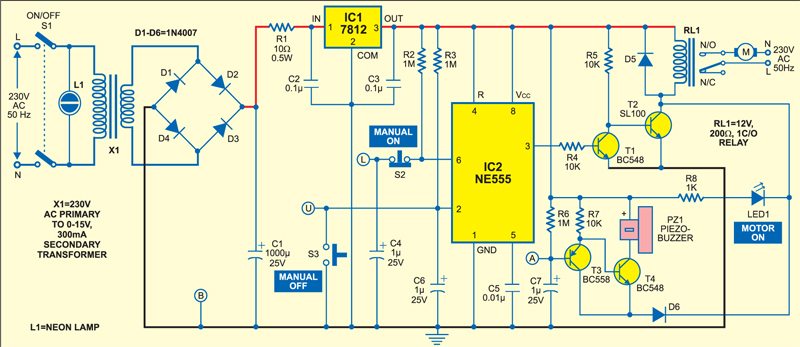 ON/OFF
S1
L
230V
AC
50 Hz
N
L1
X1
D1-D6=1N4007
D1
D2
D4
D3
R1
10Ω
0.5W
IN
IC1
7812
OUT
1
3
2
COM
C2
0.1µ
C3
0.1µ
R2
1M
R3
1M
MANUAL
ON
L
S2
U
S3
MANUAL
OFF
B
A
C1
1000µ
25V
C4
1µ
25V
C6
1µ
25V
R
VCC
4
8
6
IC2
NE555
3
2
1
5
GND
C5
0.01µ
C7
1µ
25V
R4
10K
R5
10K
D5
RL1
N/O
N/C
M
N
230V
AC
50Hz
L
T2
SL100
T1
BC548
RL1=12V,
200Ω, 1C/O
RELAY
R8
1K
LED1
MOTOR
ON
R6
1M
R7
10K
+
PZ1
PIEZO-
BUZZER
T3
BC558
T4
BC548
D6
X1=230V
AC PRIMARY
TO 0-15V,
300mA
SECONDARY
TRANSFORMER
L1=NEON LAMP